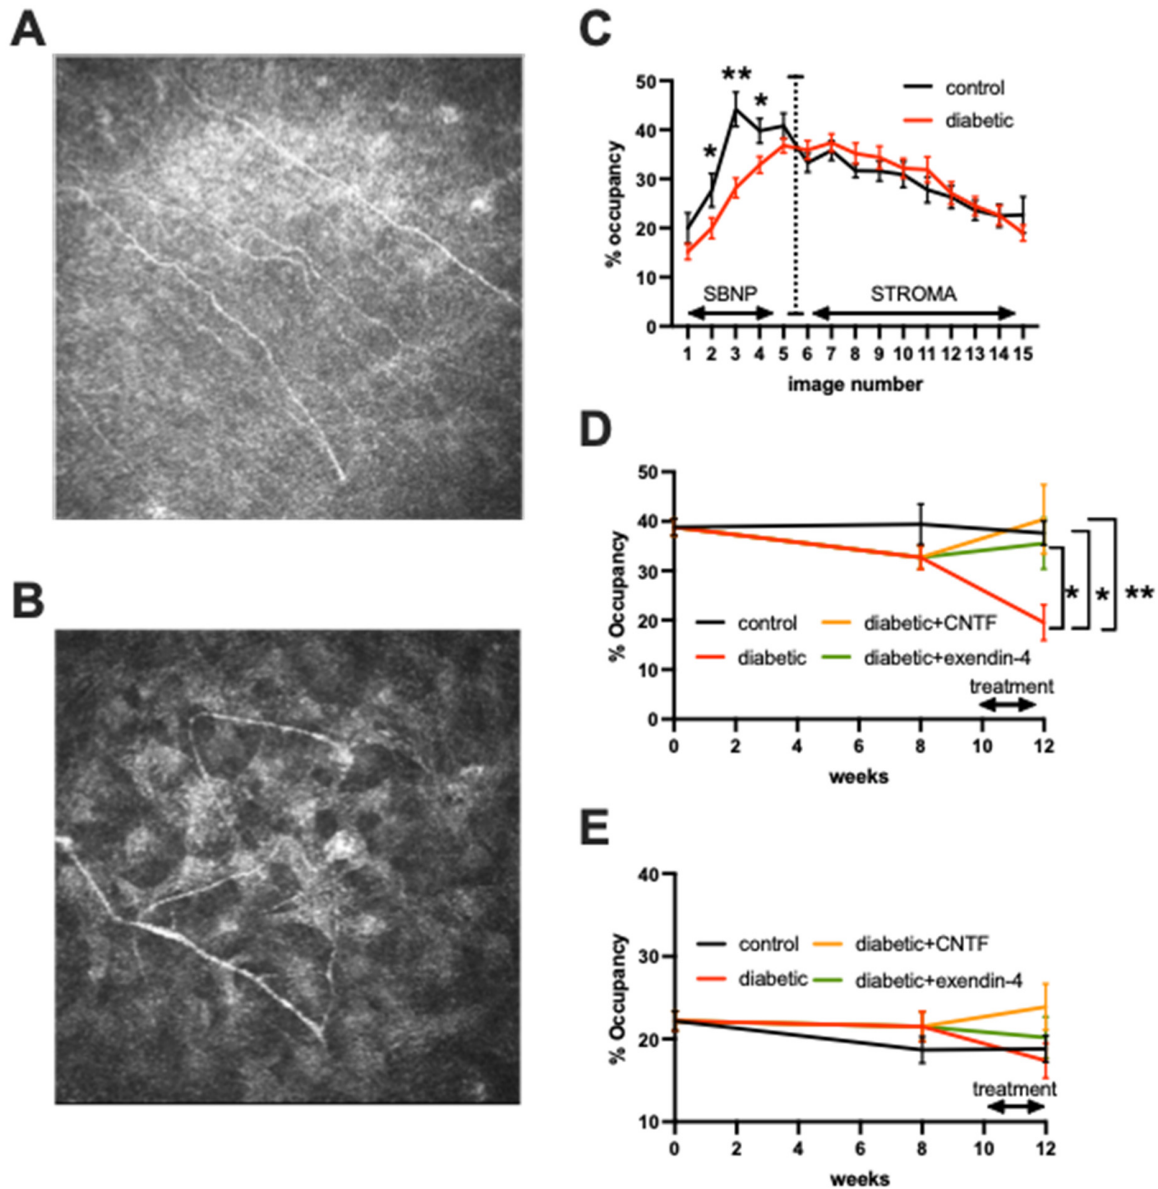 A
B
C
50
40
30
20
10
0
% occupancy
** 
*
*
control
diabetic
SBNP
STROMA
1 2 3 4 5 6 7 8 9 10 11 12 13 14 15
image number
D
50
40
30
20
10
0
% Occupancy
control
diabetic+CNTF
diabetic
diabetic+exendin-4
treatment
* * **
0 2 4 6 8 10 12
weeks
E
40
30
20
10
% Occupancy
control
diabetic+CNTF
diabetic
diabetic+exendin-4
treatment
0 2 4 6 8 10 12
weeks